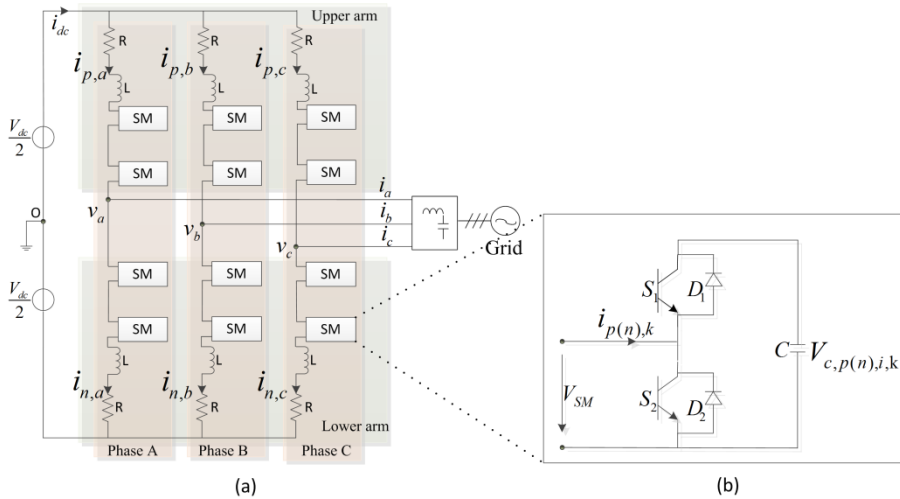 Upper arm
i_dc
R
R
R
i_p,a
i_p,b
i_p,c
L
L
L
SM
SM
SM
V_dc
2
SM
SM
SM
O
v_a
v_b
v_c
i_a
i_b
i_c
Grid
SM
SM
SM
V_dc
2
SM
SM
SM
L
L
L
i_n,a
i_n,b
i_n,c
R
R
R
Lower arm
Phase A
Phase B
Phase C
(a)
S_1
D_1
i_p(n),k
C
V_c,p(n),i,k
V_SM
S_2
D_2
(b)